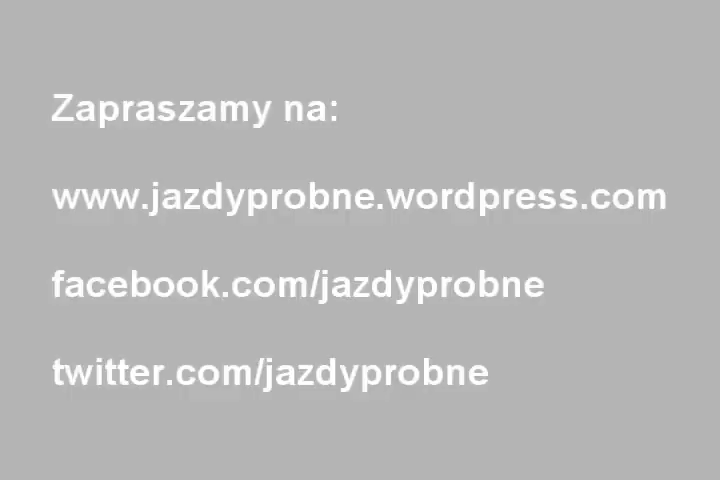 Zapraszamy na:
www.jazdyprobne.wordpress.com
facebook.com/jazdyprobne
twitter.com/jazdyprobne